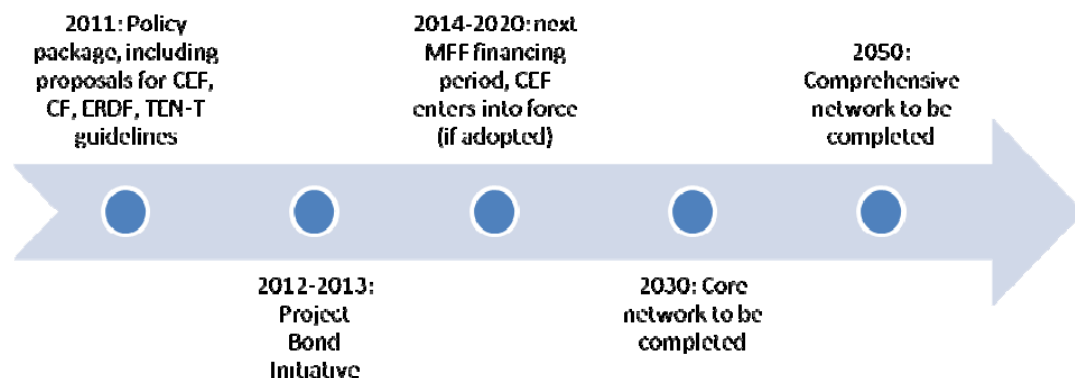 2011: Policy
package, including
proposals for CEF,
CF, ERDF, TEN-T
guidelines
2012-2013:
Project
Bond
Initiative
2014-2020: next
MFF financing
period, CEF
enters into force
(if adopted)
2030: Core
network to be
completed
2050:
Comprehensive
network to be
completed